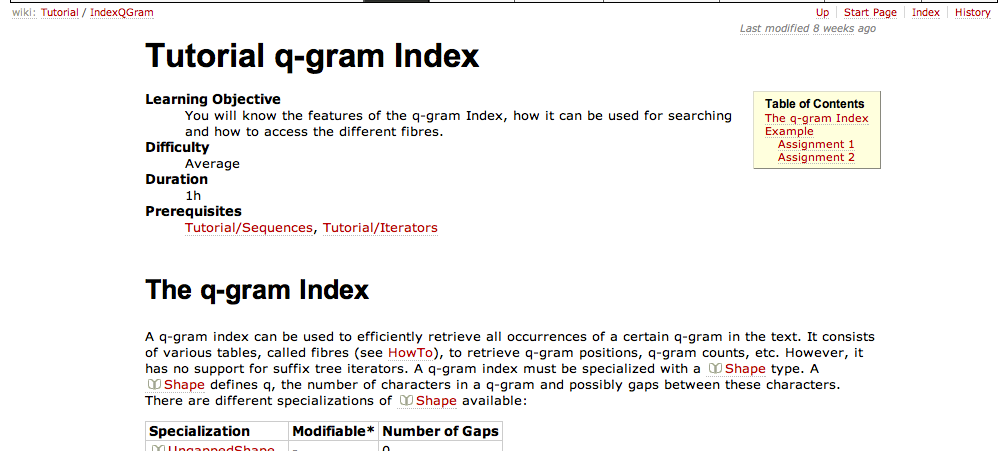 wiki: Tutorial / IndexQGram
Up Start Page Index History
Last modified 8 weeks ago
Tutorial q-gram Index
Learning Objective
You will know the features of the q-gram Index, how it can be used for searching
and how to access the different fibres.
Difficulty
Average
Duration
1h
Prerequisites
Tutorial/Sequences, Tutorial/Iterators
Table of Contents
The q-gram Index
Example
Assignment 1
Assignment 2
The q-gram Index
A q-gram index can be used to efficiently retrieve all occurrences of a certain q-gram in the text. It consists
of various tables, called fibres (see HowTo), to retrieve q-gram positions, q-gram counts, etc. However, it
has no support for suffix tree iterators. A q-gram index must be specialized with a Shape type. A
Shape defines q, the number of characters in a q-gram and possibly gaps between these characters.
There are different specializations of Shape available:
Specialization Modifiable* Number of Gaps
UngappedShape - 0